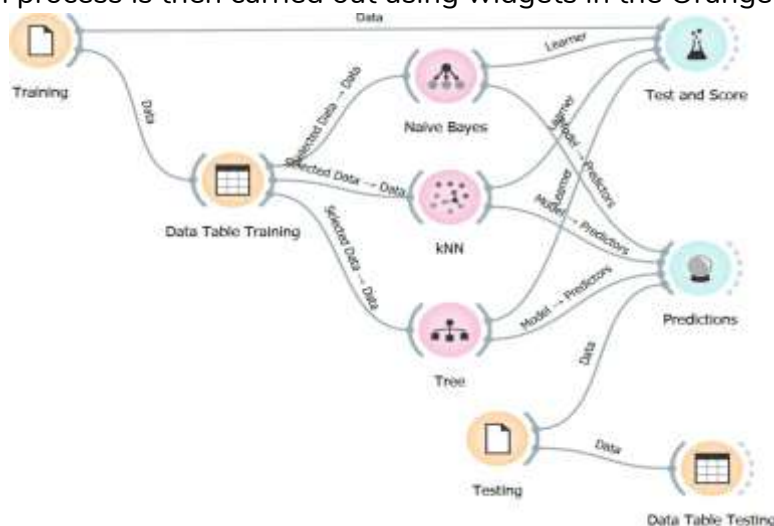 process is then carried out using widgets in the Orange
Data
Training
Data
Learner
Test and Score
Selected Data → Data
Naive Bayes
Learner
Model → Predictors
Data Table Training
Selected Data → Data
kNN
Learner
Model → Predictors
Selected Data → Data
Tree
Model → Predictors
Predictions
Data
Testing
Data
Data Table Testing